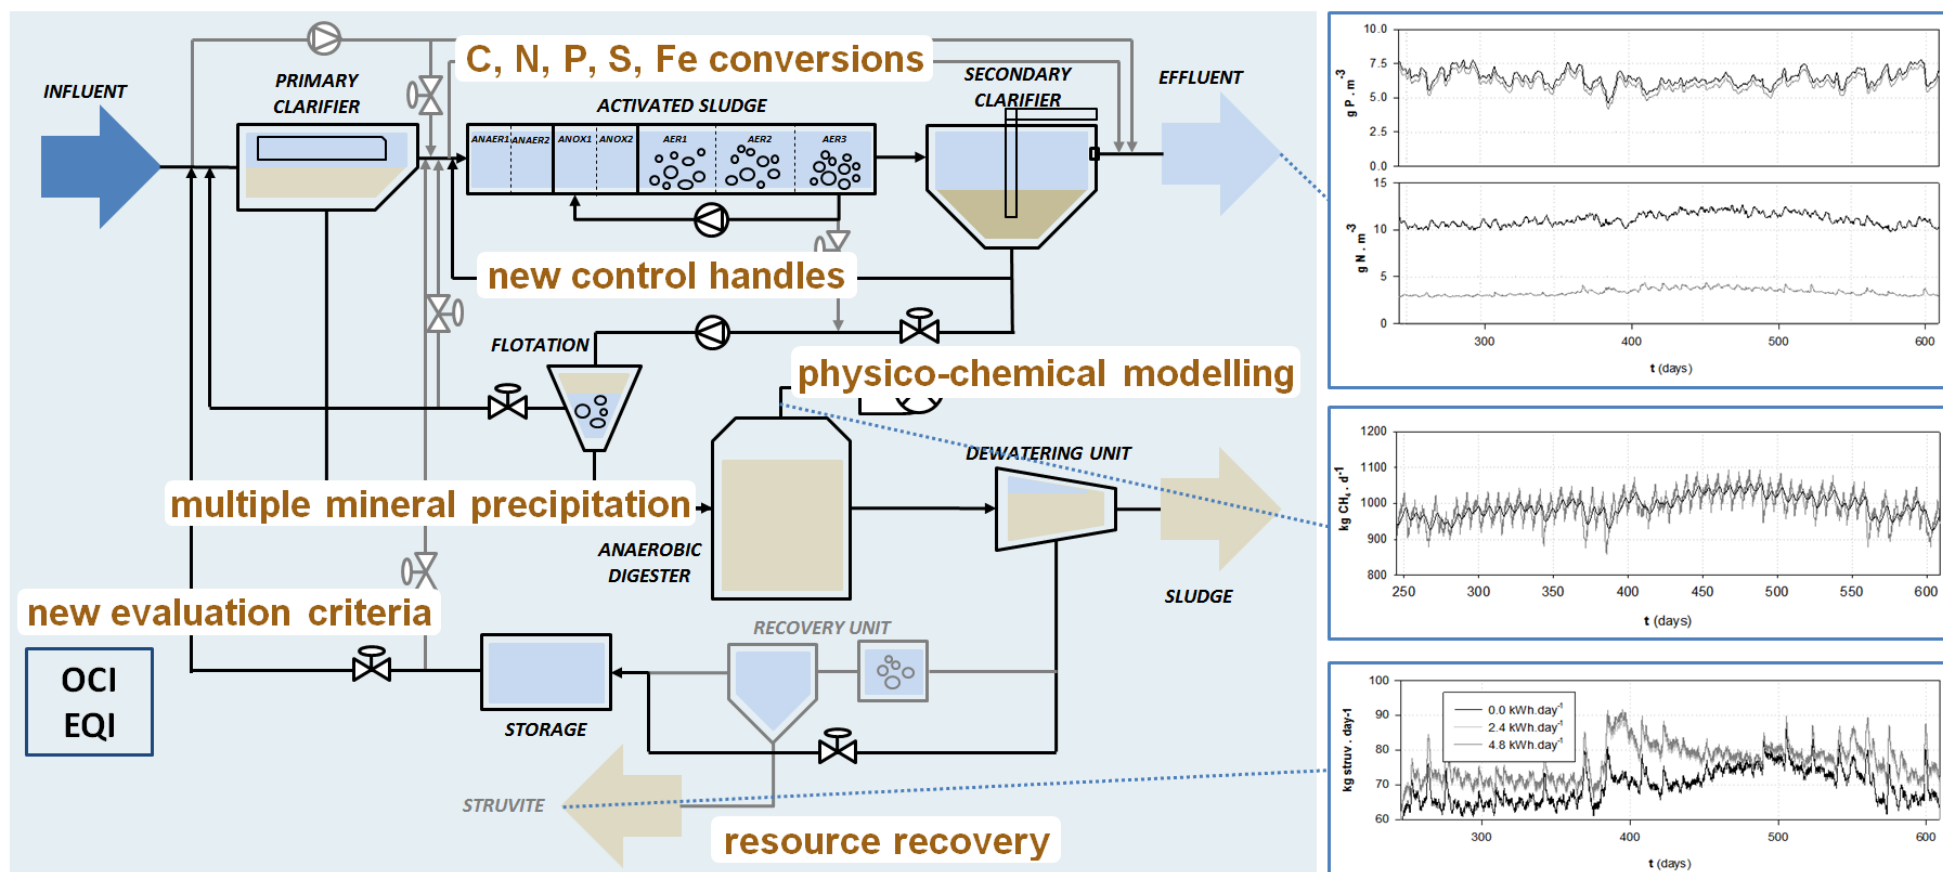 C, N, P, S, Fe conversions
INFLUENT
PRIMARY
CLARIFIER
ACTIVATED SLUDGE
SECONDARY
CLARIFIER
EFFLUENT
ANAER1
ANAER2
ANOX1
ANOX2
AER1
AER2
AER3
new control handles
FLOTATION
physico-chemical modelling
DEWATERING UNIT
multiple mineral precipitation
ANAEROBIC
DIGESTER
SLUDGE
new evaluation criteria
OCI
EQI
RECOVERY UNIT
STORAGE
STRUVITE
resource recovery
10.0
7.5
5.0
2.5
0.0
g P . m-3
15
10
5
0
g N . m-3
300 400 500 600
t (days)
1200
1100
1000
900
800
kg CH4 . d-1
250 300 350 400 450 500 550 600
t (days)
100
90
80
70
60
kg struv . day-1
0.0 kWh.day-1
2.4 kWh.day-1
4.8 kWh.day-1
300 400 500 600
t (days)